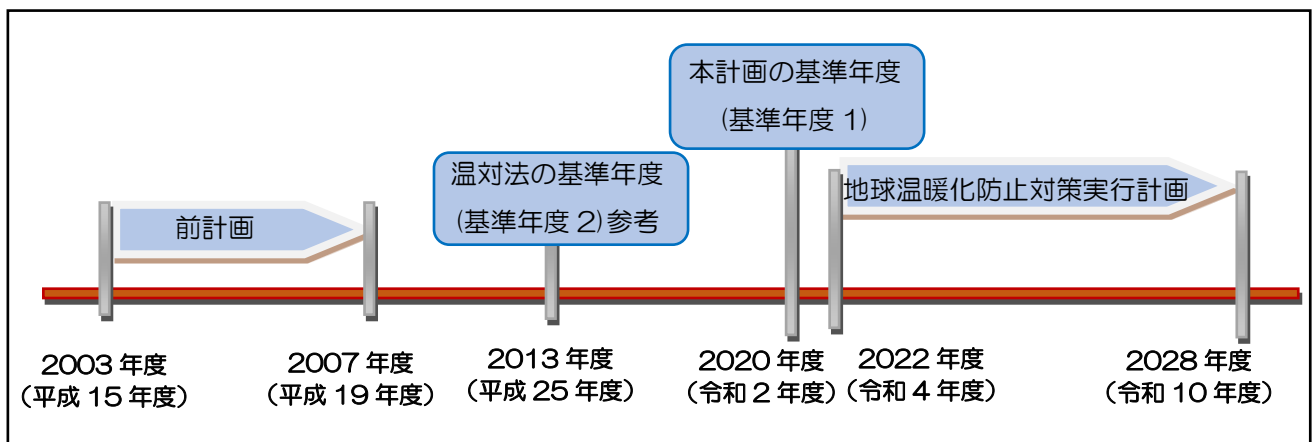 本計画の基準年度
(基準年度 1)
温対法の基準年度
(基準年度 2)参考
地球温暖化防止対策実行計画
前計画
2003 年度
(平成 15 年度)
2007 年度
(平成 19 年度)
2013 年度
(平成 25 年度)
2020 年度
(令和 2 年度)
2022 年度
(令和 4 年度)
2028 年度
(令和 10 年度)